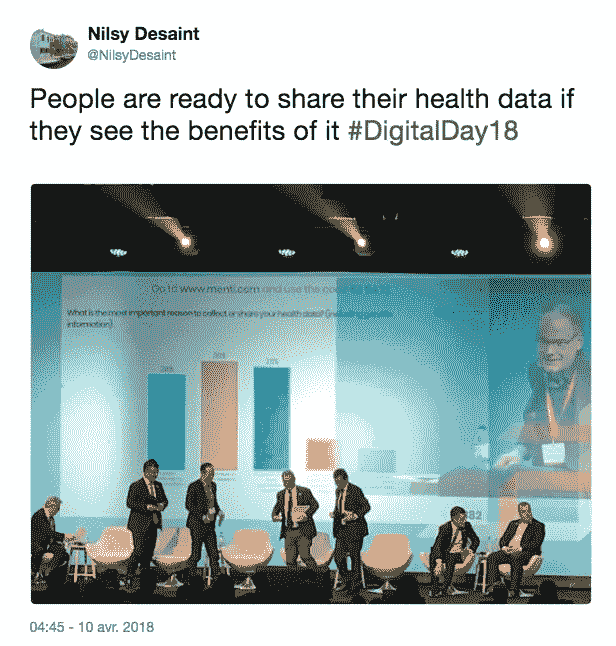 Nilsy Desaint
@NilsyDesaint
People are ready to share their health data if
they see the benefits of it #DigitalDay18
Go to www.menti.com and use the
What is the most important reason to collect or share your health data?
information)
04:45 - 10 avr. 2018